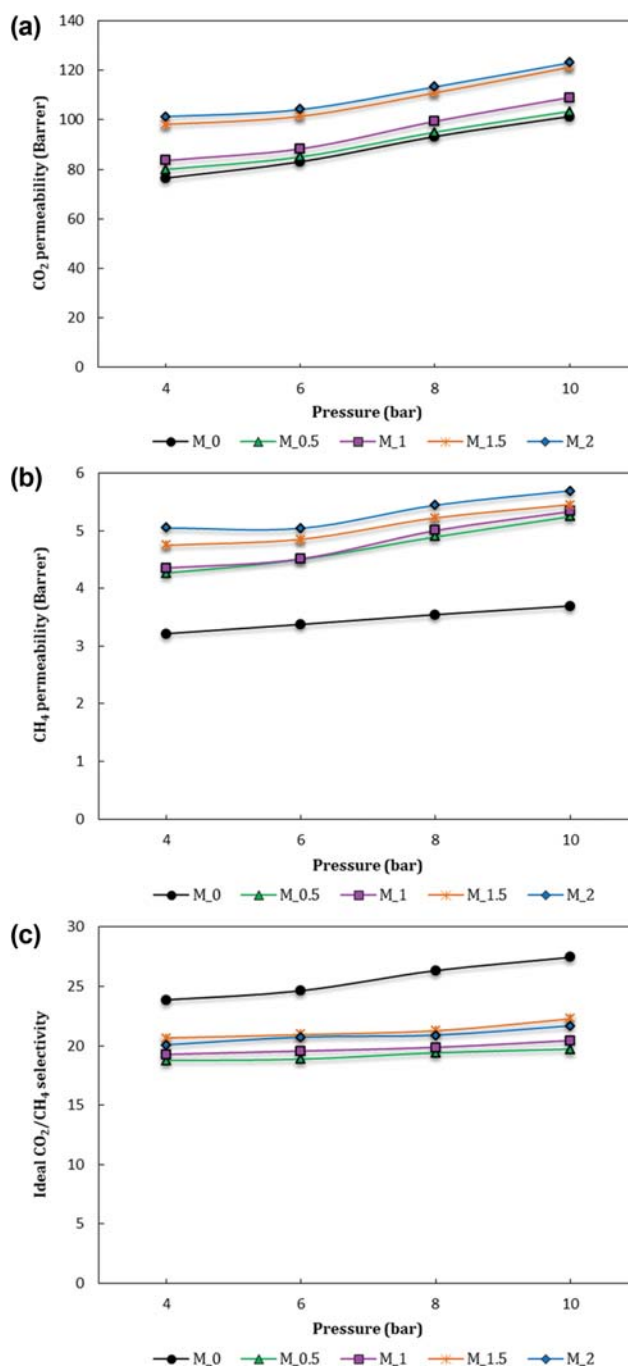 (a)
140
120
100
80
60
40
20
0
CO₂ permeability (Barrer)
4 6 8 10
Pressure (bar)
M_0 M_0.5 M_1 M_1.5 M_2
(b)
6
5
4
3
2
1
0
CH₄ permeability (Barrer)
4 6 8 10
Pressure (bar)
M_0 M_0.5 M_1 M_1.5 M_2
(c)
30
25
20
15
10
5
0
Ideal CO₂/CH₄ selectivity
4 6 8 10
Pressure (bar)
M_0 M_0.5 M_1 M_1.5 M_2